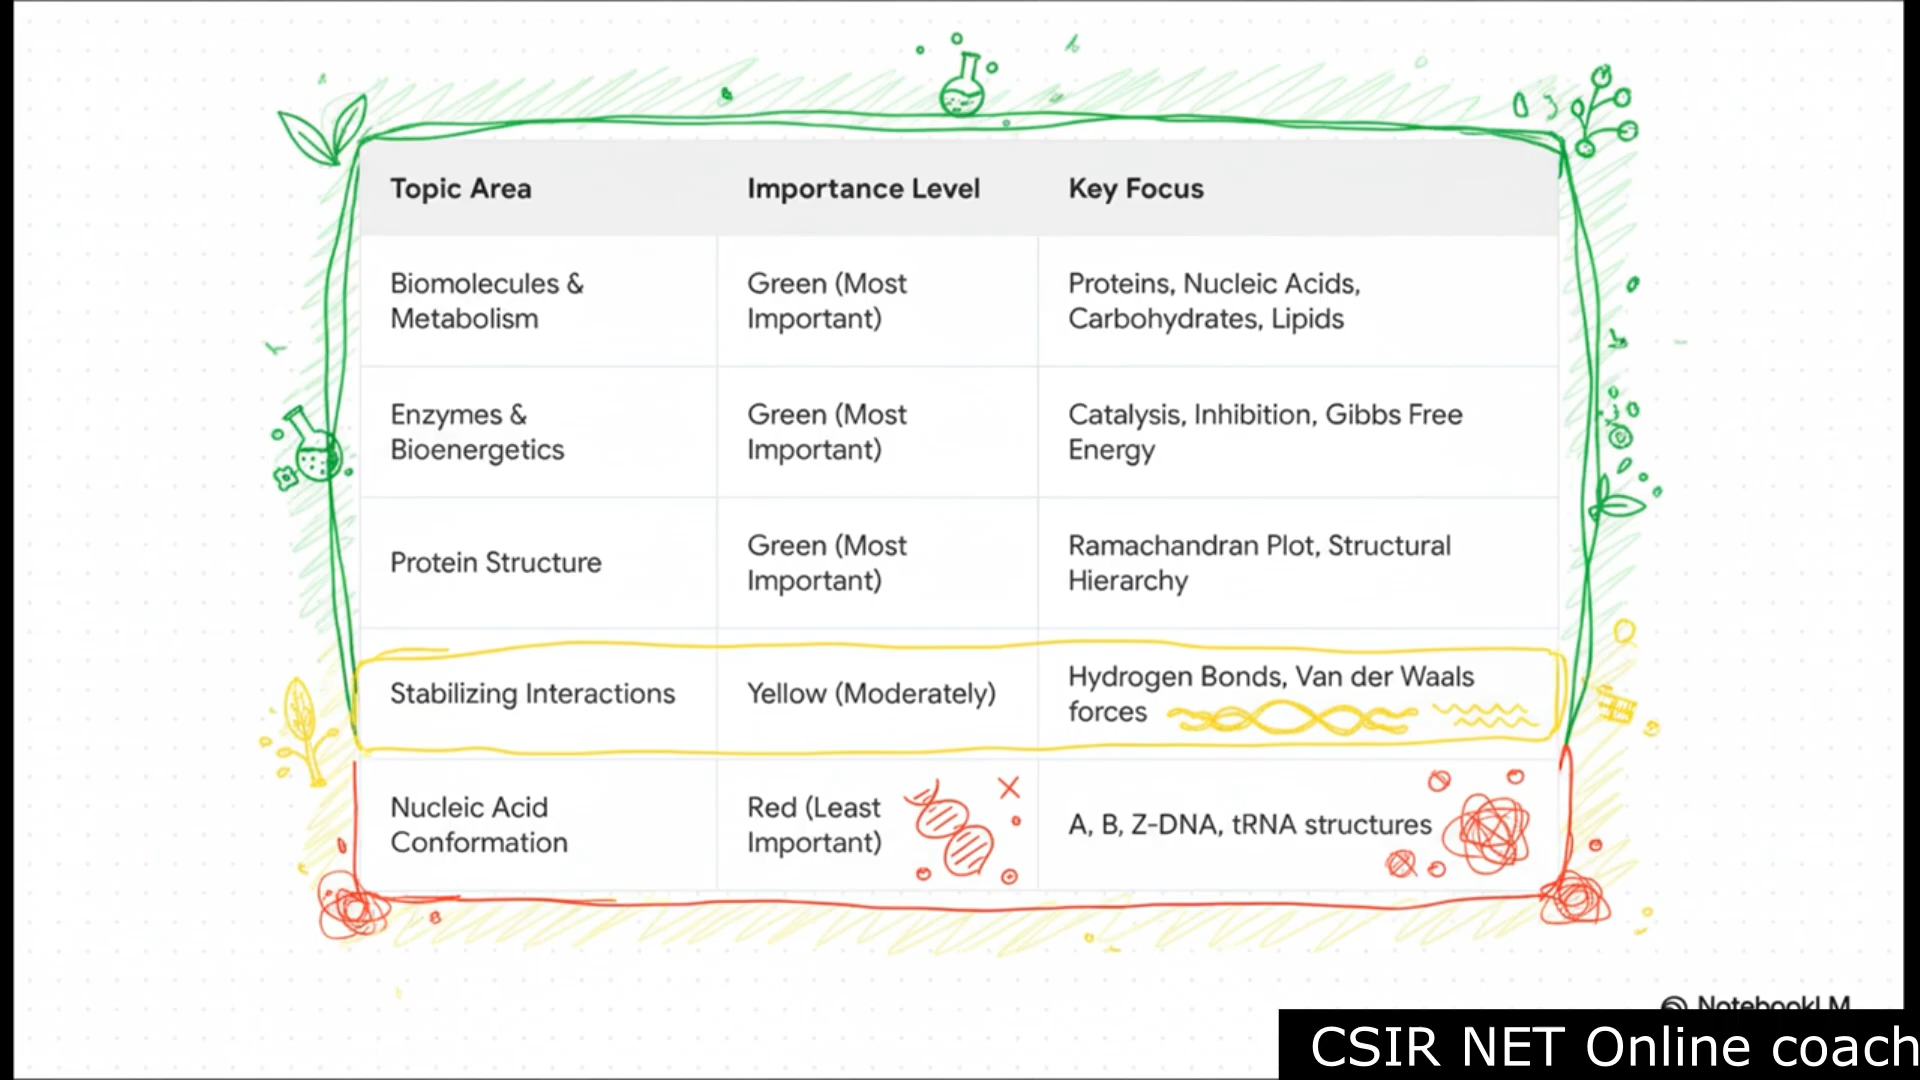 Topic Area
Importance Level
Key Focus
Biomolecules &
Metabolism
Green (Most
Important)
Proteins, Nucleic Acids,
Carbohydrates, Lipids
Enzymes &
Bioenergetics
Green (Most
Important)
Catalysis, Inhibition, Gibbs Free
Energy
Protein Structure
Green (Most
Important)
Ramachandran Plot, Structural
Hierarchy
Stabilizing Interactions
Yellow (Moderately)
Hydrogen Bonds, Van der Waals
forces
Nucleic Acid
Conformation
Red (Least
Important)
A, B, Z-DNA, tRNA structures
NotebookLM
CSIR NET Online coach